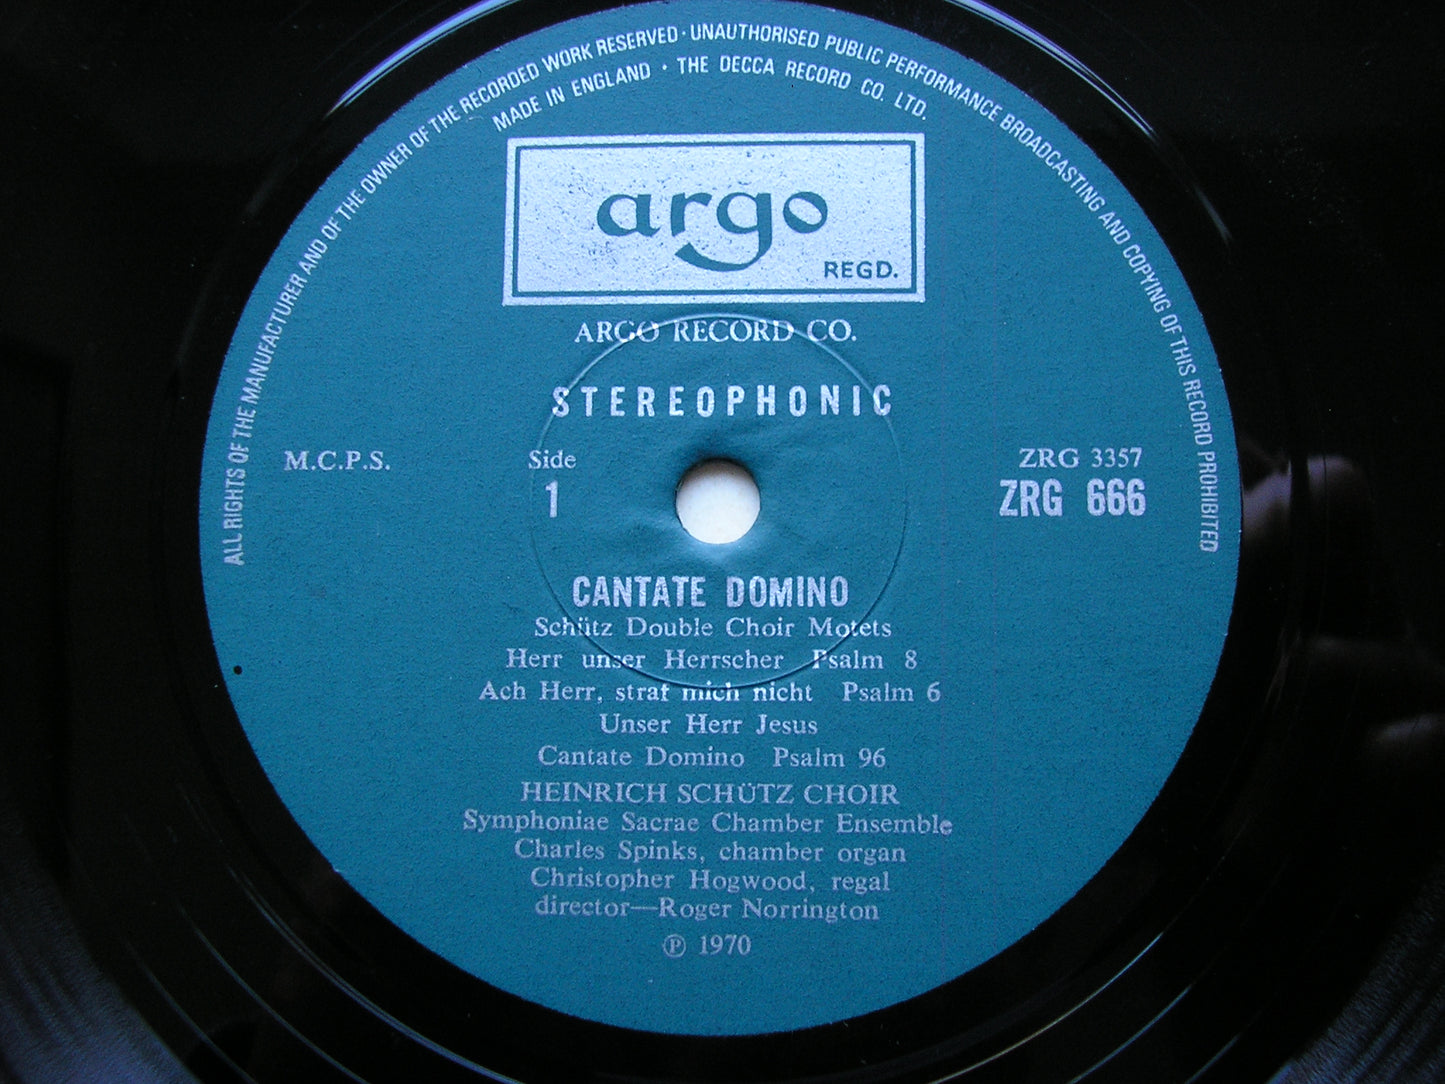 ALL RIGHTS OF THE MANUFACTURER AND OF THE OWNER OF THE RECORDED WORK RESERVED · UNAUTHORISED PUBLIC PERFORMANCE BROADCASTING AND COPYING OF THIS RECORD PROHIBITED
MADE IN ENGLAND · THE DECCA RECORD CO. LTD.
argo
REGD.
ARGO RECORD CO.
STEREOPHONIC
M.C.P.S.
Side
1
ZRG 3357
ZRG 666
CANTATE DOMINO
Schütz Double Choir Motets
Herr unser Herrscher Psalm 8
Ach Herr, straf mich nicht Psalm 6
Unser Herr Jesus
Cantate Domino Psalm 96
HEINRICH SCHÜTZ CHOIR
Symphoniae Sacrae Chamber Ensemble
Charles Spinks, chamber organ
Christopher Hogwood, regal
director—Roger Norrington
℗ 1970